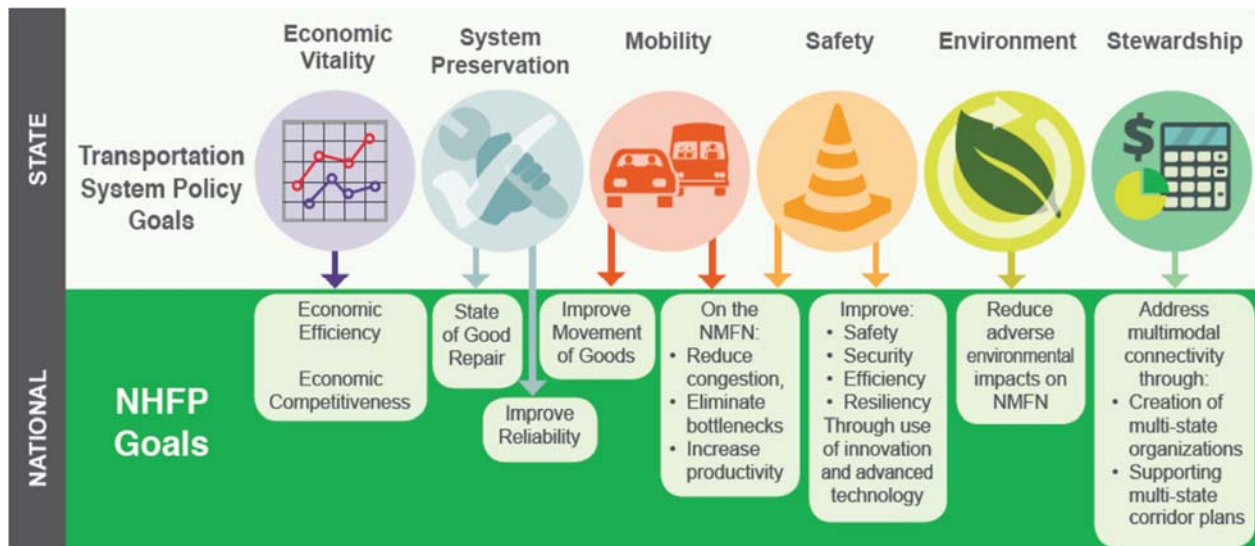 STATE
Transportation
System Policy
Goals
Economic
Vitality
System
Preservation
Mobility
Safety
Environment
Stewardship
$
NATIONAL
NHFP
Goals
Economic
Efficiency
Economic
Competitiveness
State
of Good
Repair
Improve
Reliability
Improve
Movement
of Goods
On the
NMFN:
• Reduce
congestion,
• Eliminate
bottlenecks
• Increase
productivity
Improve:
• Safety
• Security
• Efficiency
• Resiliency
Through use
of innovation
and advanced
technology
Reduce
adverse
environmental
impacts on
NMFN
Address
multimodal
connectivity
through:
• Creation of
multi-state
organizations
• Supporting
multi-state
corridor plans